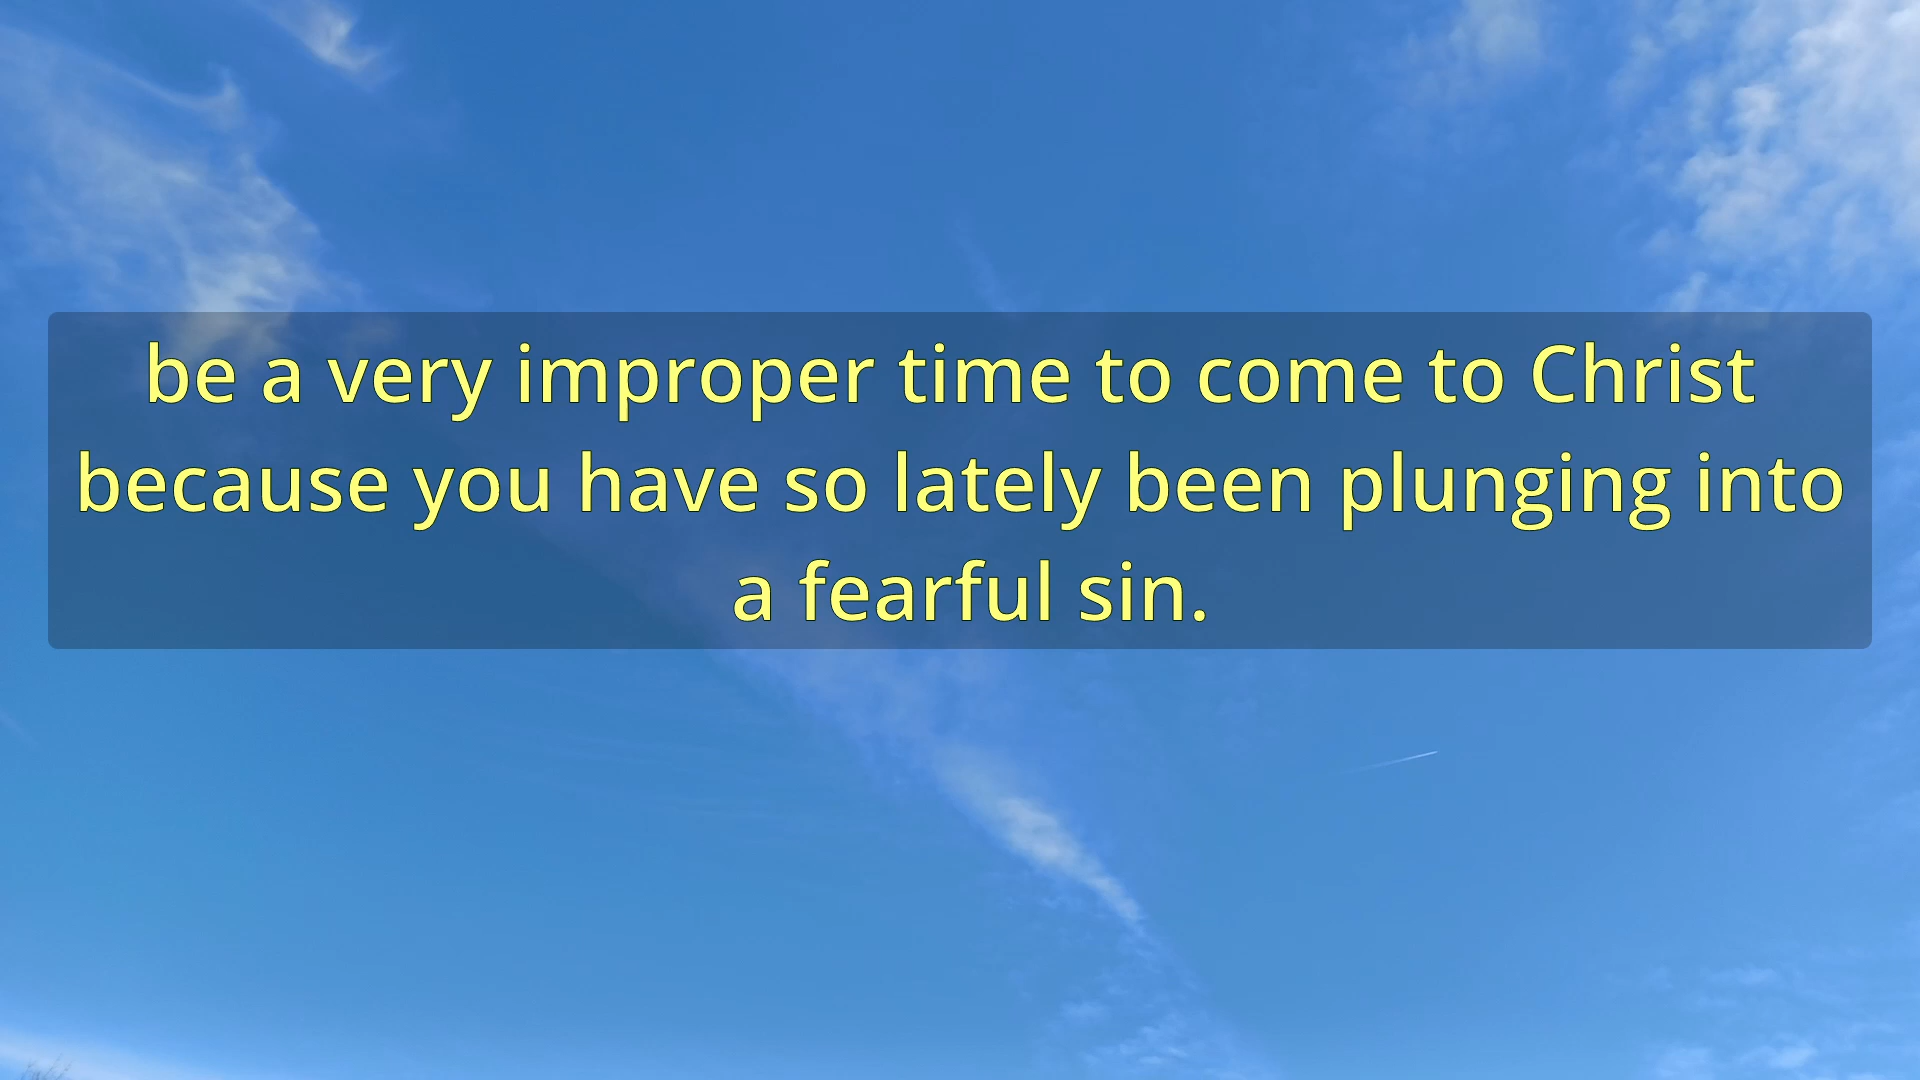 be a very improper time to come to Christ
because you have so lately been plunging into
a fearful sin.